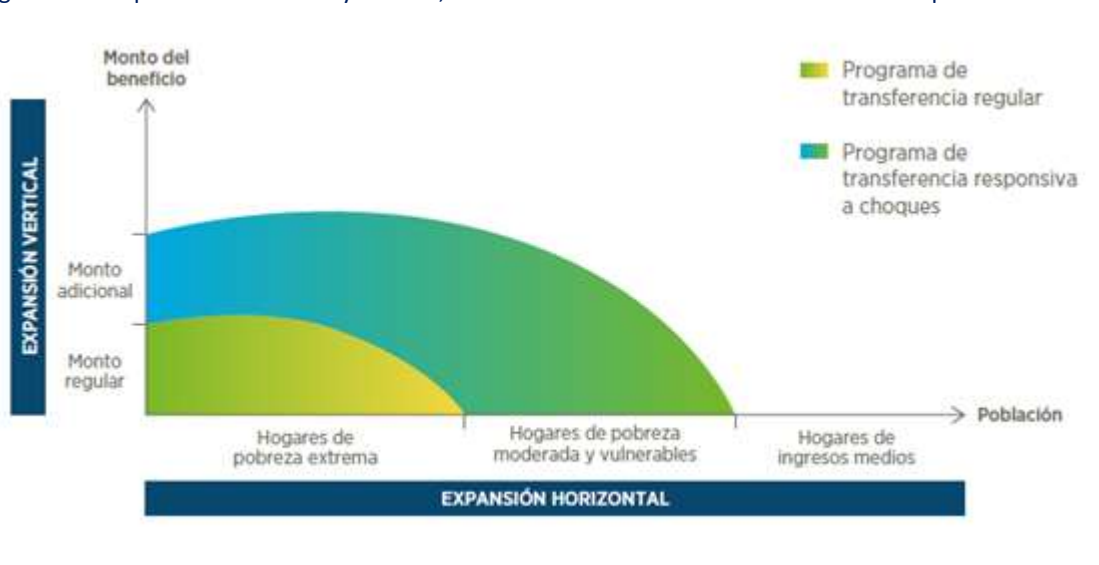 Monto del
beneficio
Programa de
transferencia regular
Programa de
transferencia responsiva
a choques
EXPANSIÓN VERTICAL
Monto
adicional
Monto
regular
Población
Hogares de
pobreza extrema
Hogares de pobreza
moderada y vulnerables
Hogares de
ingresos medios
EXPANSIÓN HORIZONTAL